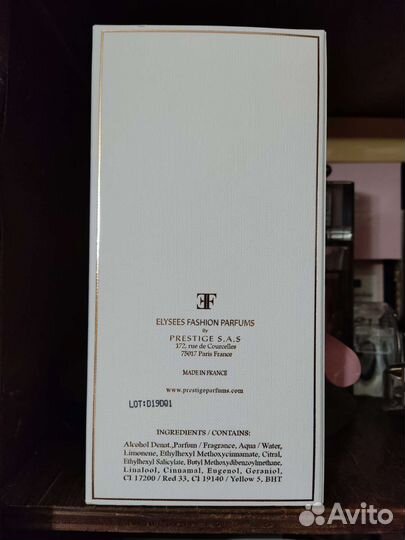 EF
ELYSEES FASHION PARFUMS
By
PRESTIGE S.A.S
172, rue de Courcelles
75017 Paris France
MADE IN FRANCE
www.prestigeparfums.com
LOT:D19D01
INGREDIENTS / CONTAINS:
Alcohol Denat., Parfum / Fragrance, Aqua / Water,
Limonene, Ethylhexyl Methoxycinnamate, Citral,
Ethylhexyl Salicylate, Butyl Methoxydibenzoylmethane,
Linalool, Cinnamal, Eugenol, Geraniol,
CI 17200 / Red 33, CI 19140 / Yellow 5, BHT
Avito